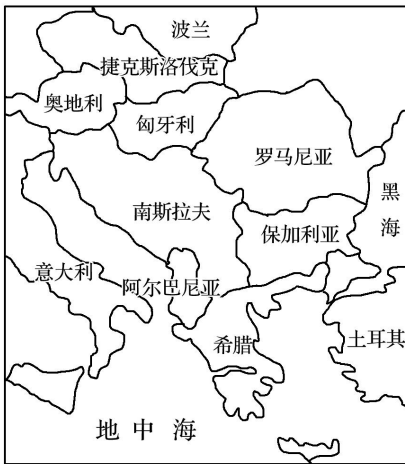 波兰
捷克斯洛伐克
奥地利
匈牙利
罗马尼亚
黑海
南斯拉夫
保加利亚
意大利
阿尔巴尼亚
希腊
土耳其
地中海